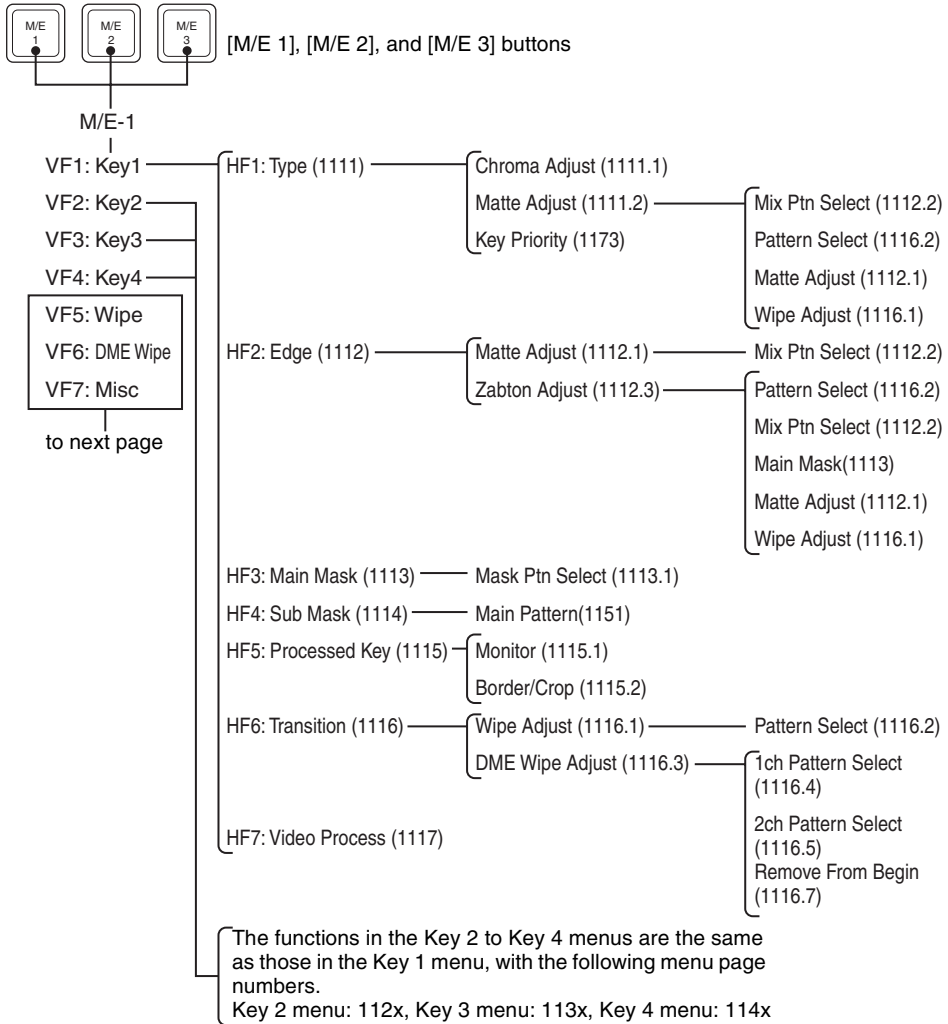 M/E
1
M/E
2
M/E
3
[M/E 1], [M/E 2], and [M/E 3] buttons
M/E-1
VF1: Key1
VF2: Key2
VF3: Key3
VF4: Key4
VF5: Wipe
VF6: DME Wipe
VF7: Misc
to next page
HF1: Type (1111)
Chroma Adjust (1111.1)
Matte Adjust (1111.2)
Key Priority (1173)
Mix Ptn Select (1112.2)
Pattern Select (1116.2)
Matte Adjust (1112.1)
Wipe Adjust (1116.1)
HF2: Edge (1112)
Matte Adjust (1112.1)
Mix Ptn Select (1112.2)
Zabton Adjust (1112.3)
Pattern Select (1116.2)
Mix Ptn Select (1112.2)
Main Mask(1113)
Matte Adjust (1112.1)
Wipe Adjust (1116.1)
HF3: Main Mask (1113)
Mask Ptn Select (1113.1)
HF4: Sub Mask (1114)
Main Pattern(1151)
HF5: Processed Key (1115)
Monitor (1115.1)
Border/Crop (1115.2)
HF6: Transition (1116)
Wipe Adjust (1116.1)
Pattern Select (1116.2)
DME Wipe Adjust (1116.3)
1ch Pattern Select
(1116.4)
2ch Pattern Select
(1116.5)
Remove From Begin
(1116.7)
HF7: Video Process (1117)
The functions in the Key 2 to Key 4 menus are the same
as those in the Key 1 menu, with the following menu page
numbers.
Key 2 menu: 112x, Key 3 menu: 113x, Key 4 menu: 114x